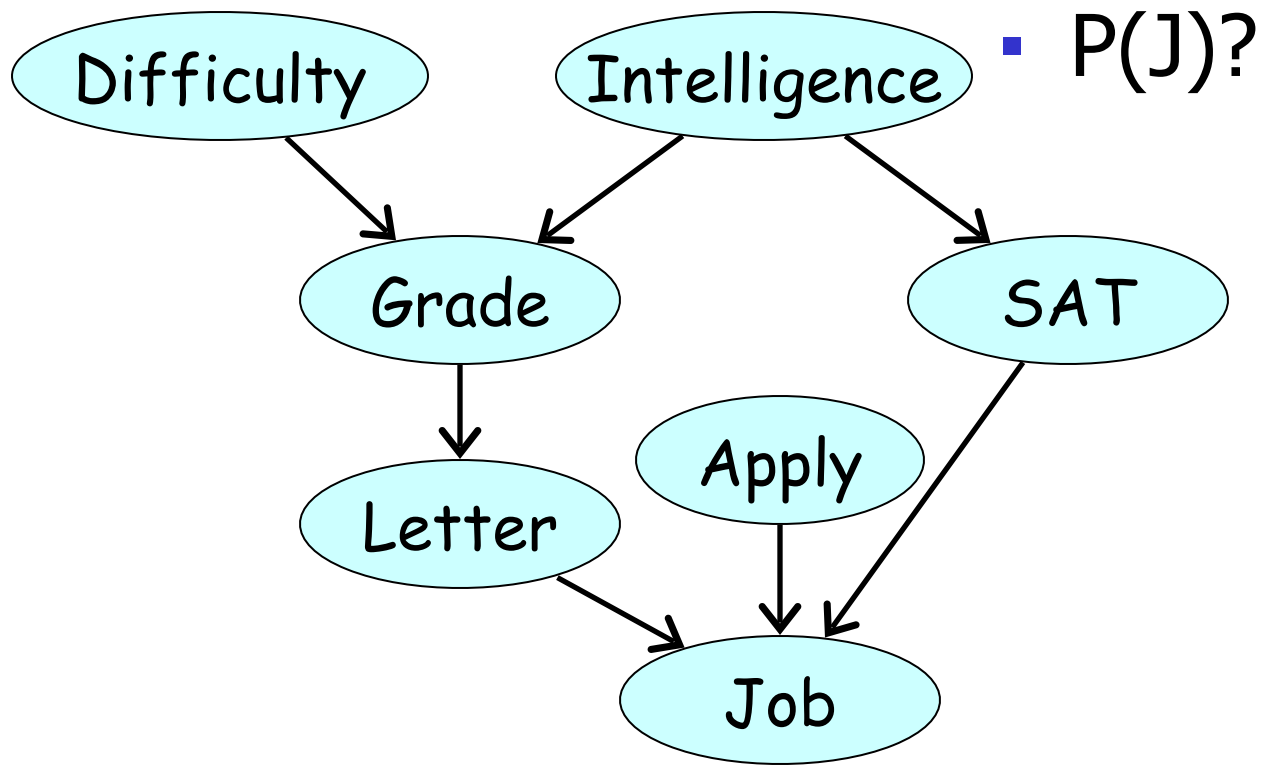 Difficulty
Intelligence
▪ P(J)?
Grade
SAT
Apply
Letter
Job